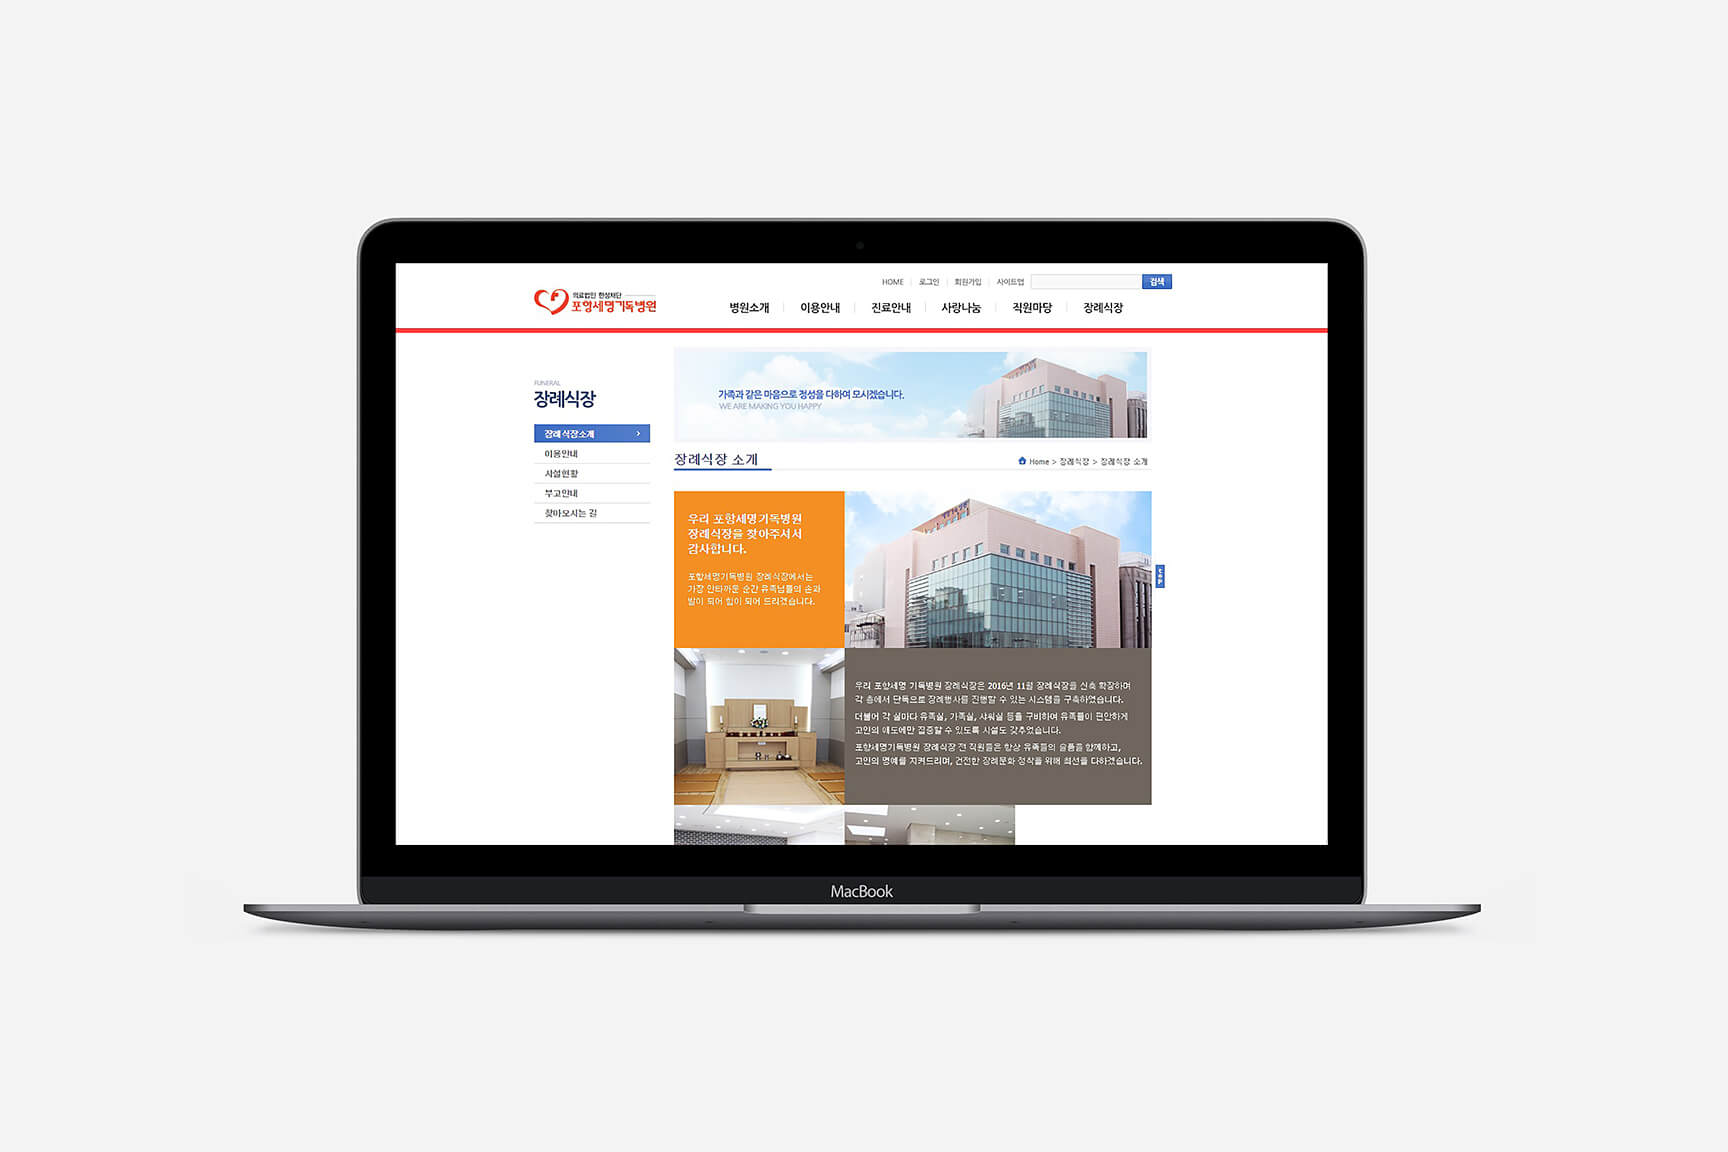 HOME 로그인 회원가입 사이트맵 검색
의료법인 한성재단
포항세명기독병원
병원소개 이용안내 진료안내 사랑나눔 직원마당 장례식장
FUNERAL
장례식장
장례식장소개
이용안내
시설현황
부고안내
찾아오시는 길
가족과 같은 마음으로 정성을 다하여 모시겠습니다.
WE ARE MAKING YOU HAPPY
장례식장 소개
Home > 장례식장 > 장례식장 소개
우리 포항세명기독병원
장례식장을 찾아주셔서
감사합니다.
포항세명기독병원 장례식장에서는
가장 안타까운 순간 유족님들의 손과
발이 되어 힘이 되어 드리겠습니다.
TOP
우리 포항세명 기독병원 장례식장은 2016년 11월 장례식장을 신축 확장하며
각 층에서 단독으로 장례행사를 진행할 수 있는 시스템을 구축하였습니다.
더불어 각 실마다 유족실, 가족실, 샤워실 등을 구비하여 유족들이 편안하게
고인의 애도에만 집중할 수 있도록 시설도 갖추었습니다.
포항세명기독병원 장례식장 전 직원들은 항상 유족들의 슬픔을 함께하고,
고인의 명예를 지켜드리며, 건전한 장례문화 정착을 위해 최선을 다하겠습니다.
MacBook